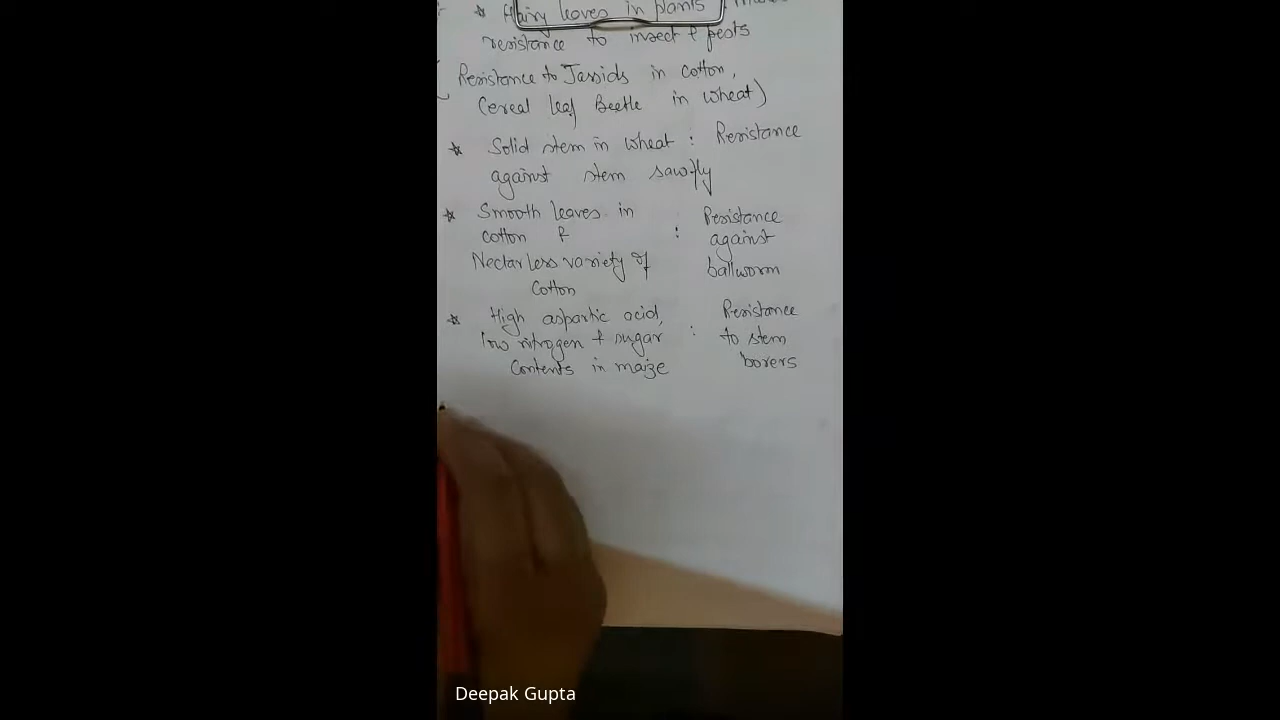 * Hairy leaves in plants
resistance to insect & pests
(Resistance to Jassids in cotton,
Cereal leaf Beetle in wheat)
* Solid stem in wheat : Resistance
against stem sawfly
* Smooth leaves in : Resistance
cotton & against
Nectarless variety of ballworm
Cotton
* High aspartic acid, : Resistance
low nitrogen & sugar to stem
Contents in maize borers
Deepak Gupta